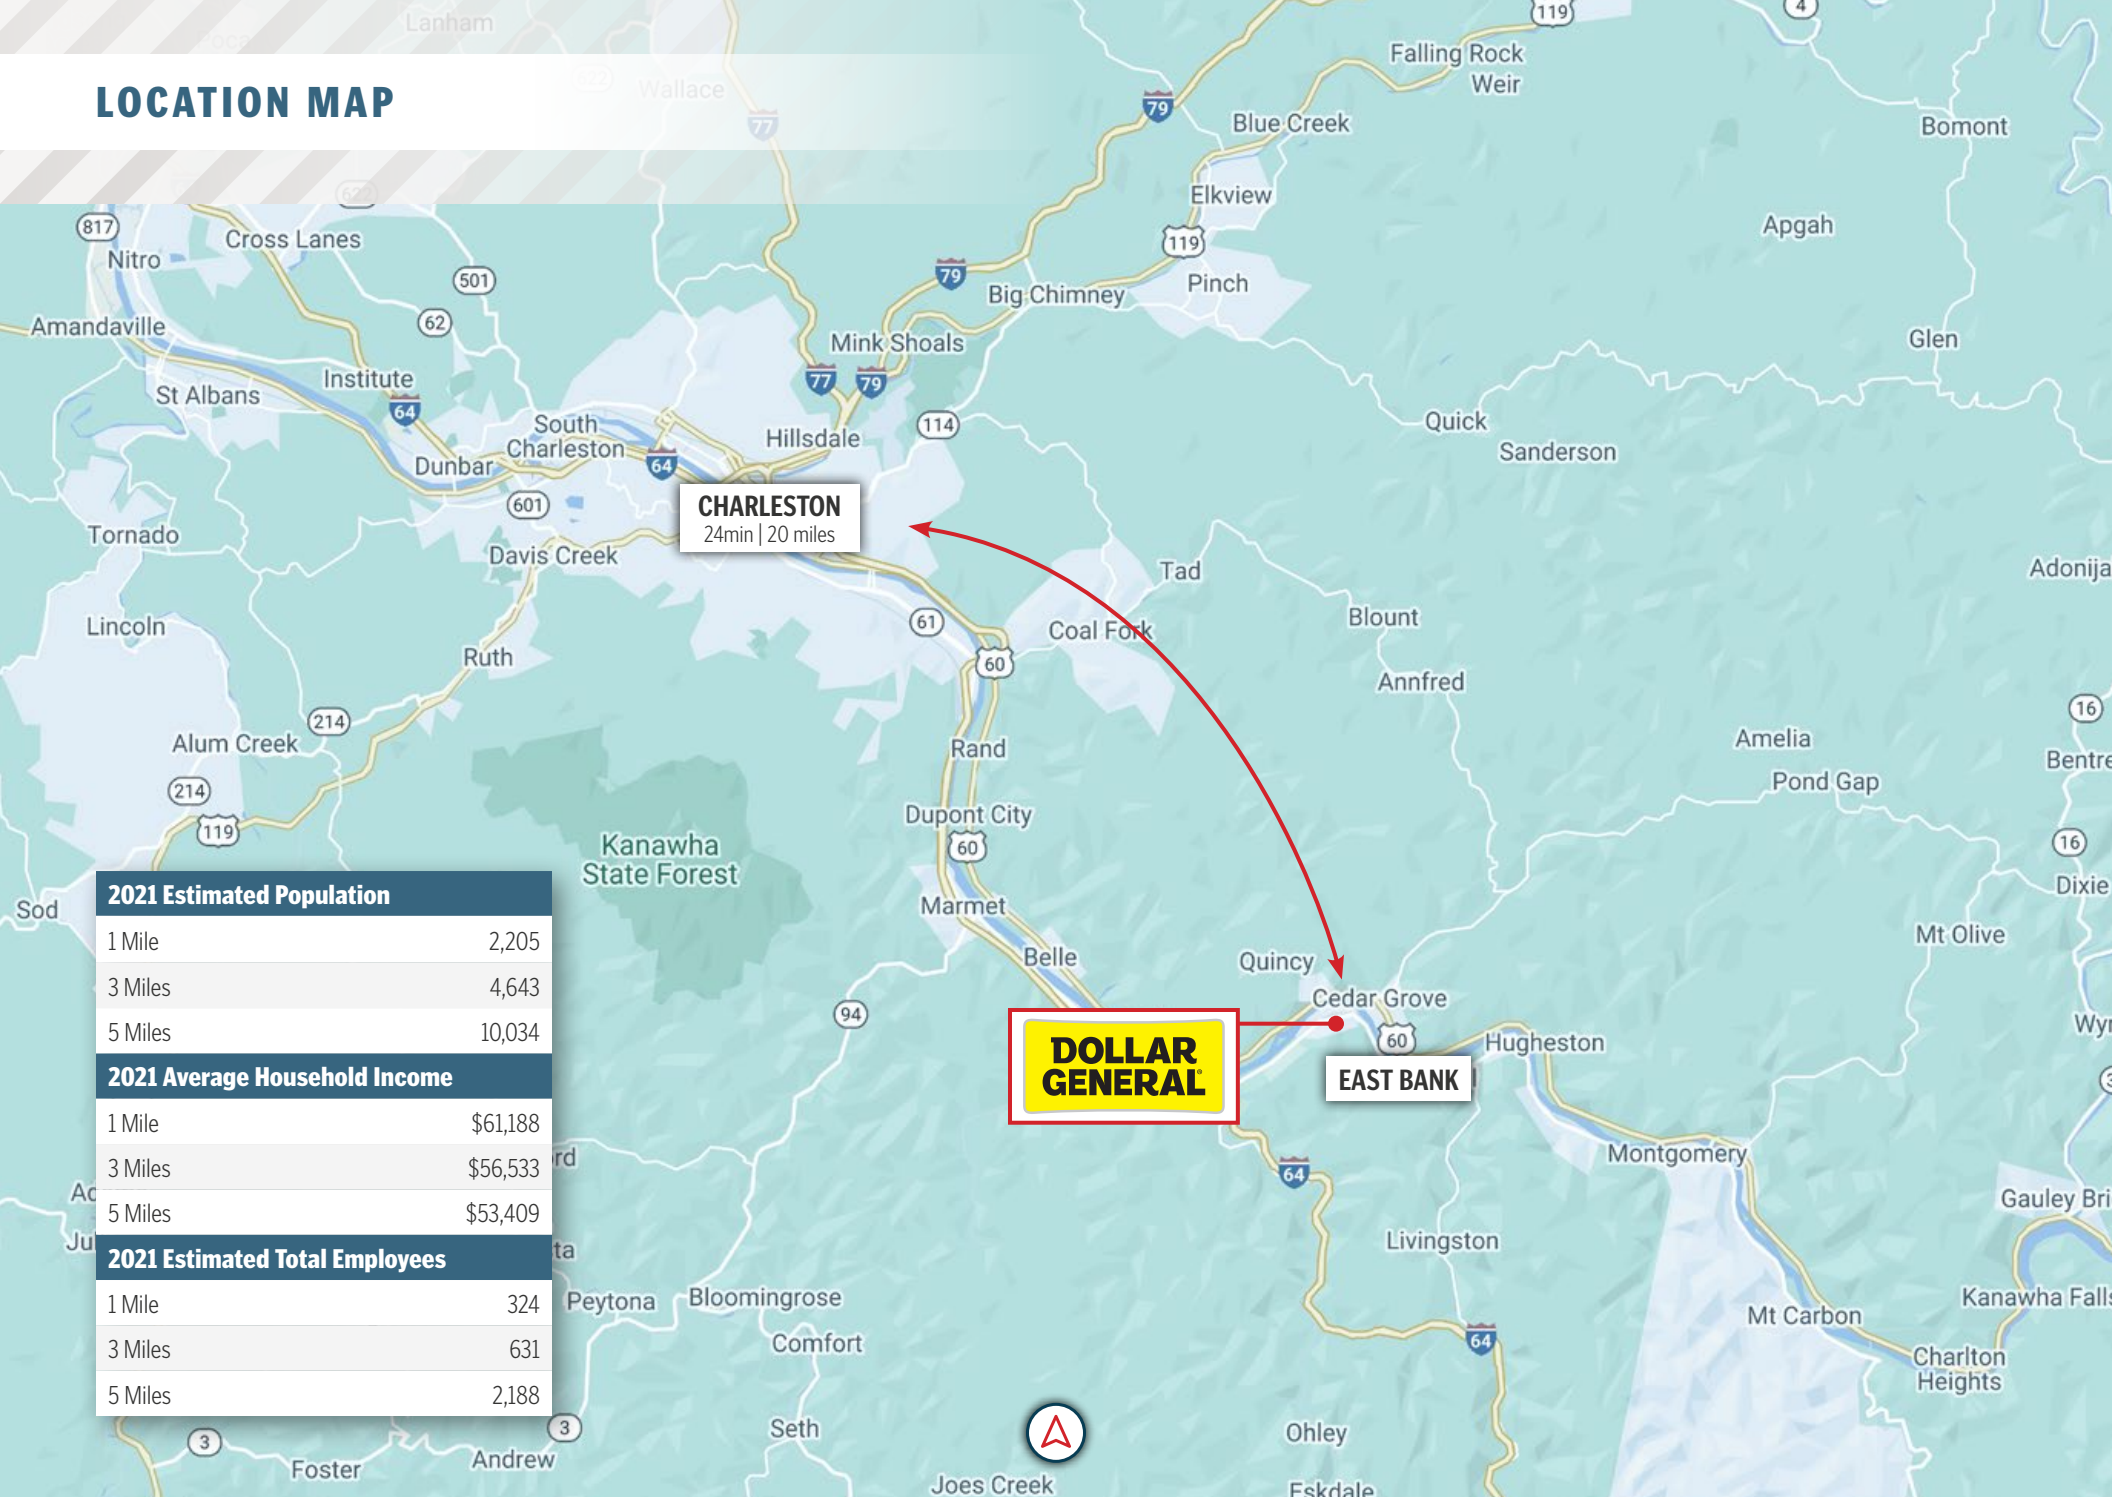 LOCATION MAP
Lanham
Wallace
622
77
622
119
4
Falling Rock
Weir
79
Blue Creek
Bomont
Elkview
817
Cross Lanes
Nitro
501
119
Apgah
79
Big Chimney
Pinch
62
Amandaville
Mink Shoals
Glen
Institute
77
79
St Albans
64
South
Charleston
Hillsdale
114
Quick
Sanderson
Dunbar
64
601
CHARLESTON
24min | 20 miles
Tornado
Davis Creek
Tad
Adonija
Lincoln
61
Coal Fork
Blount
Ruth
60
Annfred
214
16
Alum Creek
Rand
Amelia
Bentre
Pond Gap
214
119
Dupont City
60
Kanawha
State Forest
16
Dixie
Sod
Marmet
Mt Olive
Belle
Quincy
Cedar Grove
94
60
Wyn
Hugheston
DOLLAR
GENERAL
EAST BANK
64
Montgomery
Gauley Bri
Livingston
Kanawha Falls
Mt Carbon
64
Charlton
Heights
2021 Estimated Population
1 Mile 2,205
3 Miles 4,643
5 Miles 10,034
2021 Average Household Income
1 Mile $61,188
3 Miles $56,533
5 Miles $53,409
2021 Estimated Total Employees
1 Mile 324
3 Miles 631
5 Miles 2,188
rd
Ac
Jul
ta
Peytona
Bloomingrose
Comfort
3
3
Seth
Foster
Andrew
Joes Creek
Ohley
Eskdale